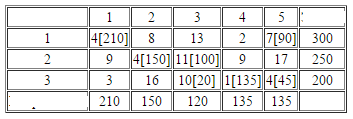 1 2 3 4 5
1 4[210] 8 13 2 7[90] 300
2 9 4[150] 11[100] 9 17 250
3 3 16 10[20] 1[135] 4[45] 200
210 150 120 135 135